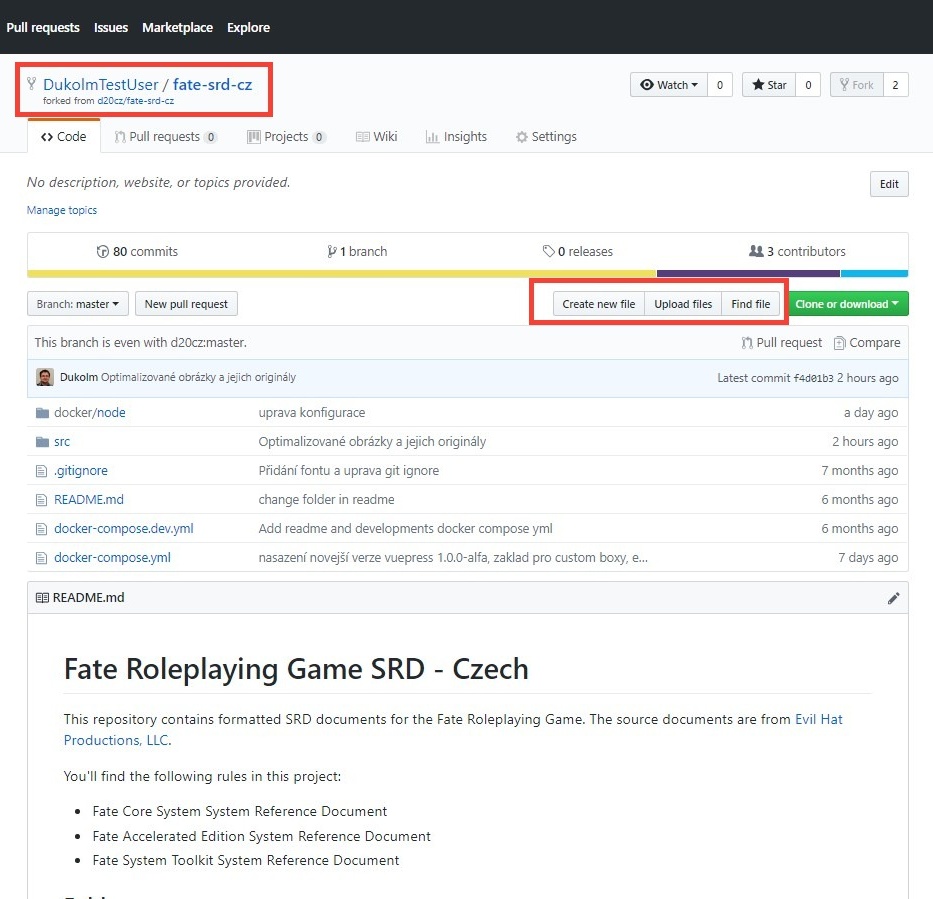 Pull requests Issues Marketplace Explore
DukolmTestUser / fate-srd-cz
forked from d20cz/fate-srd-cz
Watch 0 Star 0 Fork 2
Code Pull requests 0 Projects 0 Wiki Insights Settings
No description, website, or topics provided.
Edit
Manage topics
80 commits 1 branch 0 releases 3 contributors
Branch: master New pull request Create new file Upload files Find file Clone or download
This branch is even with d20cz:master. Pull request Compare
Dukolm Optimalizované obrázky a jejich originály Latest commit f4d01b3 2 hours ago
docker/node uprava konfigurace a day ago
src Optimalizované obrázky a jejich originály 2 hours ago
.gitignore Přidání fontu a uprava git ignore 7 months ago
README.md change folder in readme 6 months ago
docker-compose.dev.yml Add readme and developments docker compose yml 6 months ago
docker-compose.yml nasazení novejší verze vuepress 1.0.0-alfa, zaklad pro custom boxy, e... 7 days ago
README.md
Fate Roleplaying Game SRD - Czech
This repository contains formatted SRD documents for the Fate Roleplaying Game. The source documents are from Evil Hat
Productions, LLC.
You'll find the following rules in this project:
Fate Core System System Reference Document
Fate Accelerated Edition System Reference Document
Fate System Toolkit System Reference Document